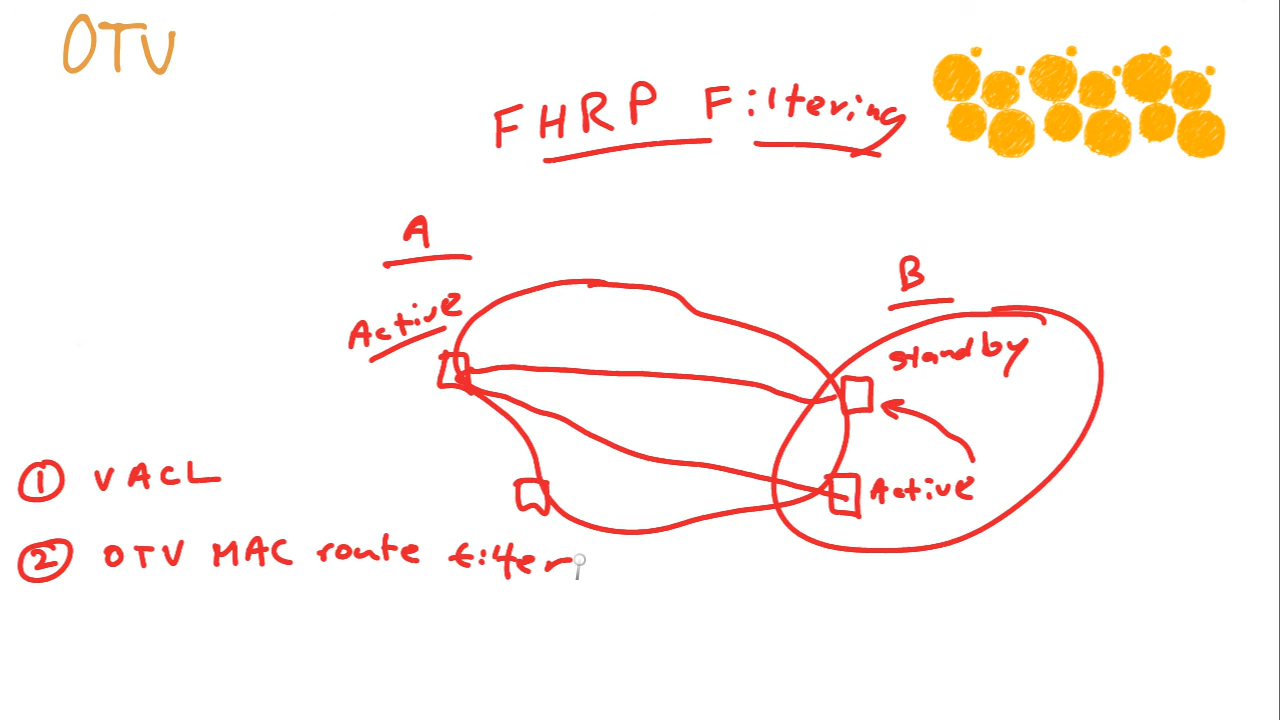 OTV
FHRP Filtering
A
B
Active
Standby
Active
① VACL
② OTV MAC route filter